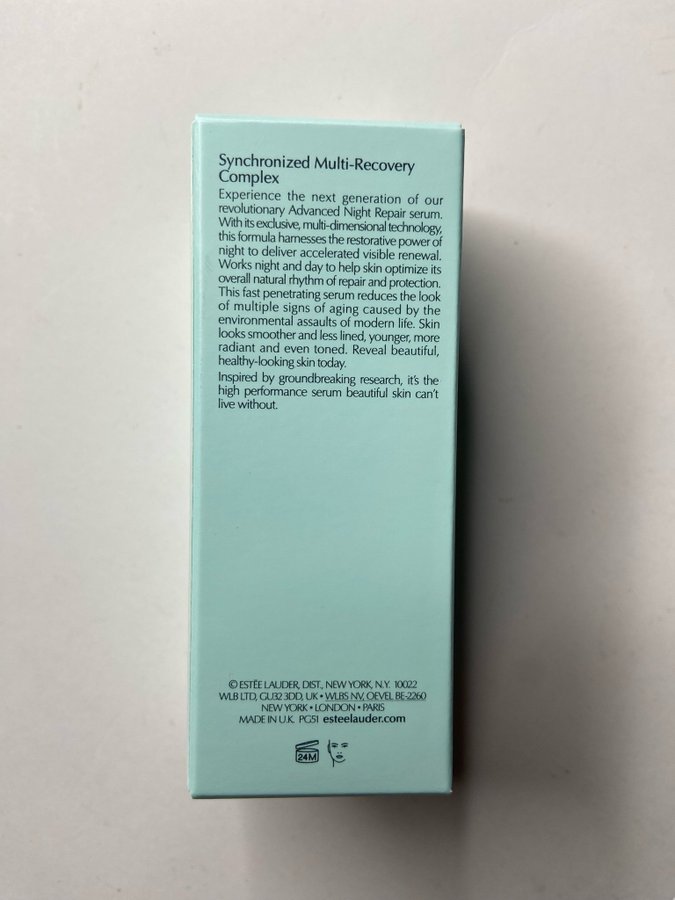 Synchronized Multi-Recovery
Complex
Experience the next generation of our
revolutionary Advanced Night Repair serum.
With its exclusive, multi-dimensional technology,
this formula harnesses the restorative power of
night to deliver accelerated visible renewal.
Works night and day to help skin optimize its
overall natural rhythm of repair and protection.
This fast penetrating serum reduces the look
of multiple signs of aging caused by the
environmental assaults of modern life. Skin
looks smoother and less lined, younger, more
radiant and even toned. Reveal beautiful,
healthy-looking skin today.
Inspired by groundbreaking research, it's the
high performance serum beautiful skin can't
live without.
© ESTĒE LAUDER, DIST., NEW YORK, N.Y. 10022
WLB LTD, GU32 3DD, UK • WLBS NV, OEVEL BE-2260
NEW YORK • LONDON • PARIS
MADE IN U.K. PG51 esteelauder.com
24M